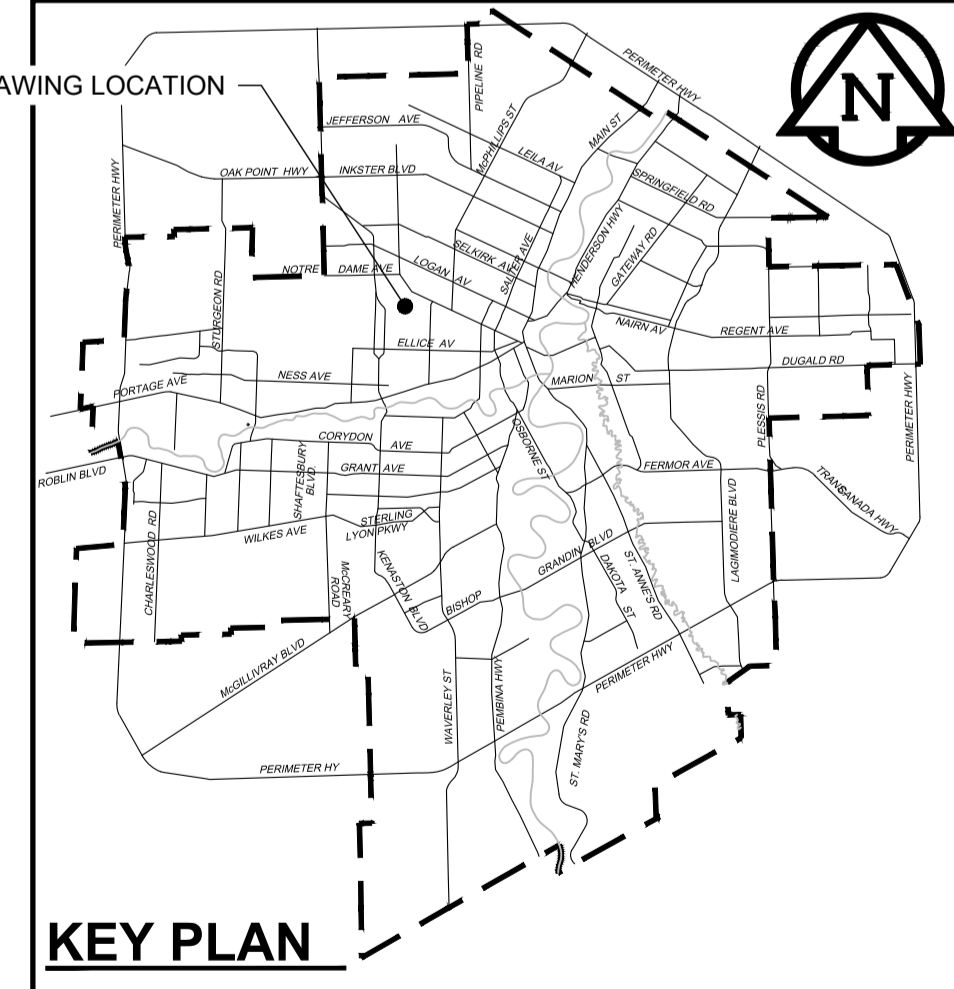 AWING LOCATION
N
PERIMETER HWY
PIPELINE RD
JEFFERSON AVE
McPHILLIPS ST
MAIN ST
LEILA AV
PERIMETER HWY
OAK POINT HWY
INKSTER BLVD
SPRINGFIELD RD
HENDERSON HWY
GATEWAY RD
SELKIRK AVE
SALTER AVE
NOTRE DAME AVE
LOGAN AV
STURGEON RD
NAIRN AV
REGENT AVE
ELLICE AV
DUGALD RD
NESS AVE
MARION ST
PORTAGE AVE
PLESSIS RD
PERIMETER HWY
CORYDON AVE
OSBORNE ST
GRANT AVE
FERMOR AVE
ROBLIN BLVD
SHAFTESBURY
BLVD.
TRANSCANADA HWY
STERLING
LYON PKWY
WILKES AVE
CHARLESWOOD RD
LAGIMODIERE BLVD
KENASTON BLVD
BISHOP GRANDIN BLVD
DAKOTA ST
ST. ANNE'S RD
McCREARY
ROAD
McGILLIVRAY BLVD
WAVERLEY ST
PEMBINA HWY
PERIMETER HWY
ST. MARY'S RD
PERIMETER HY
KEY PLAN